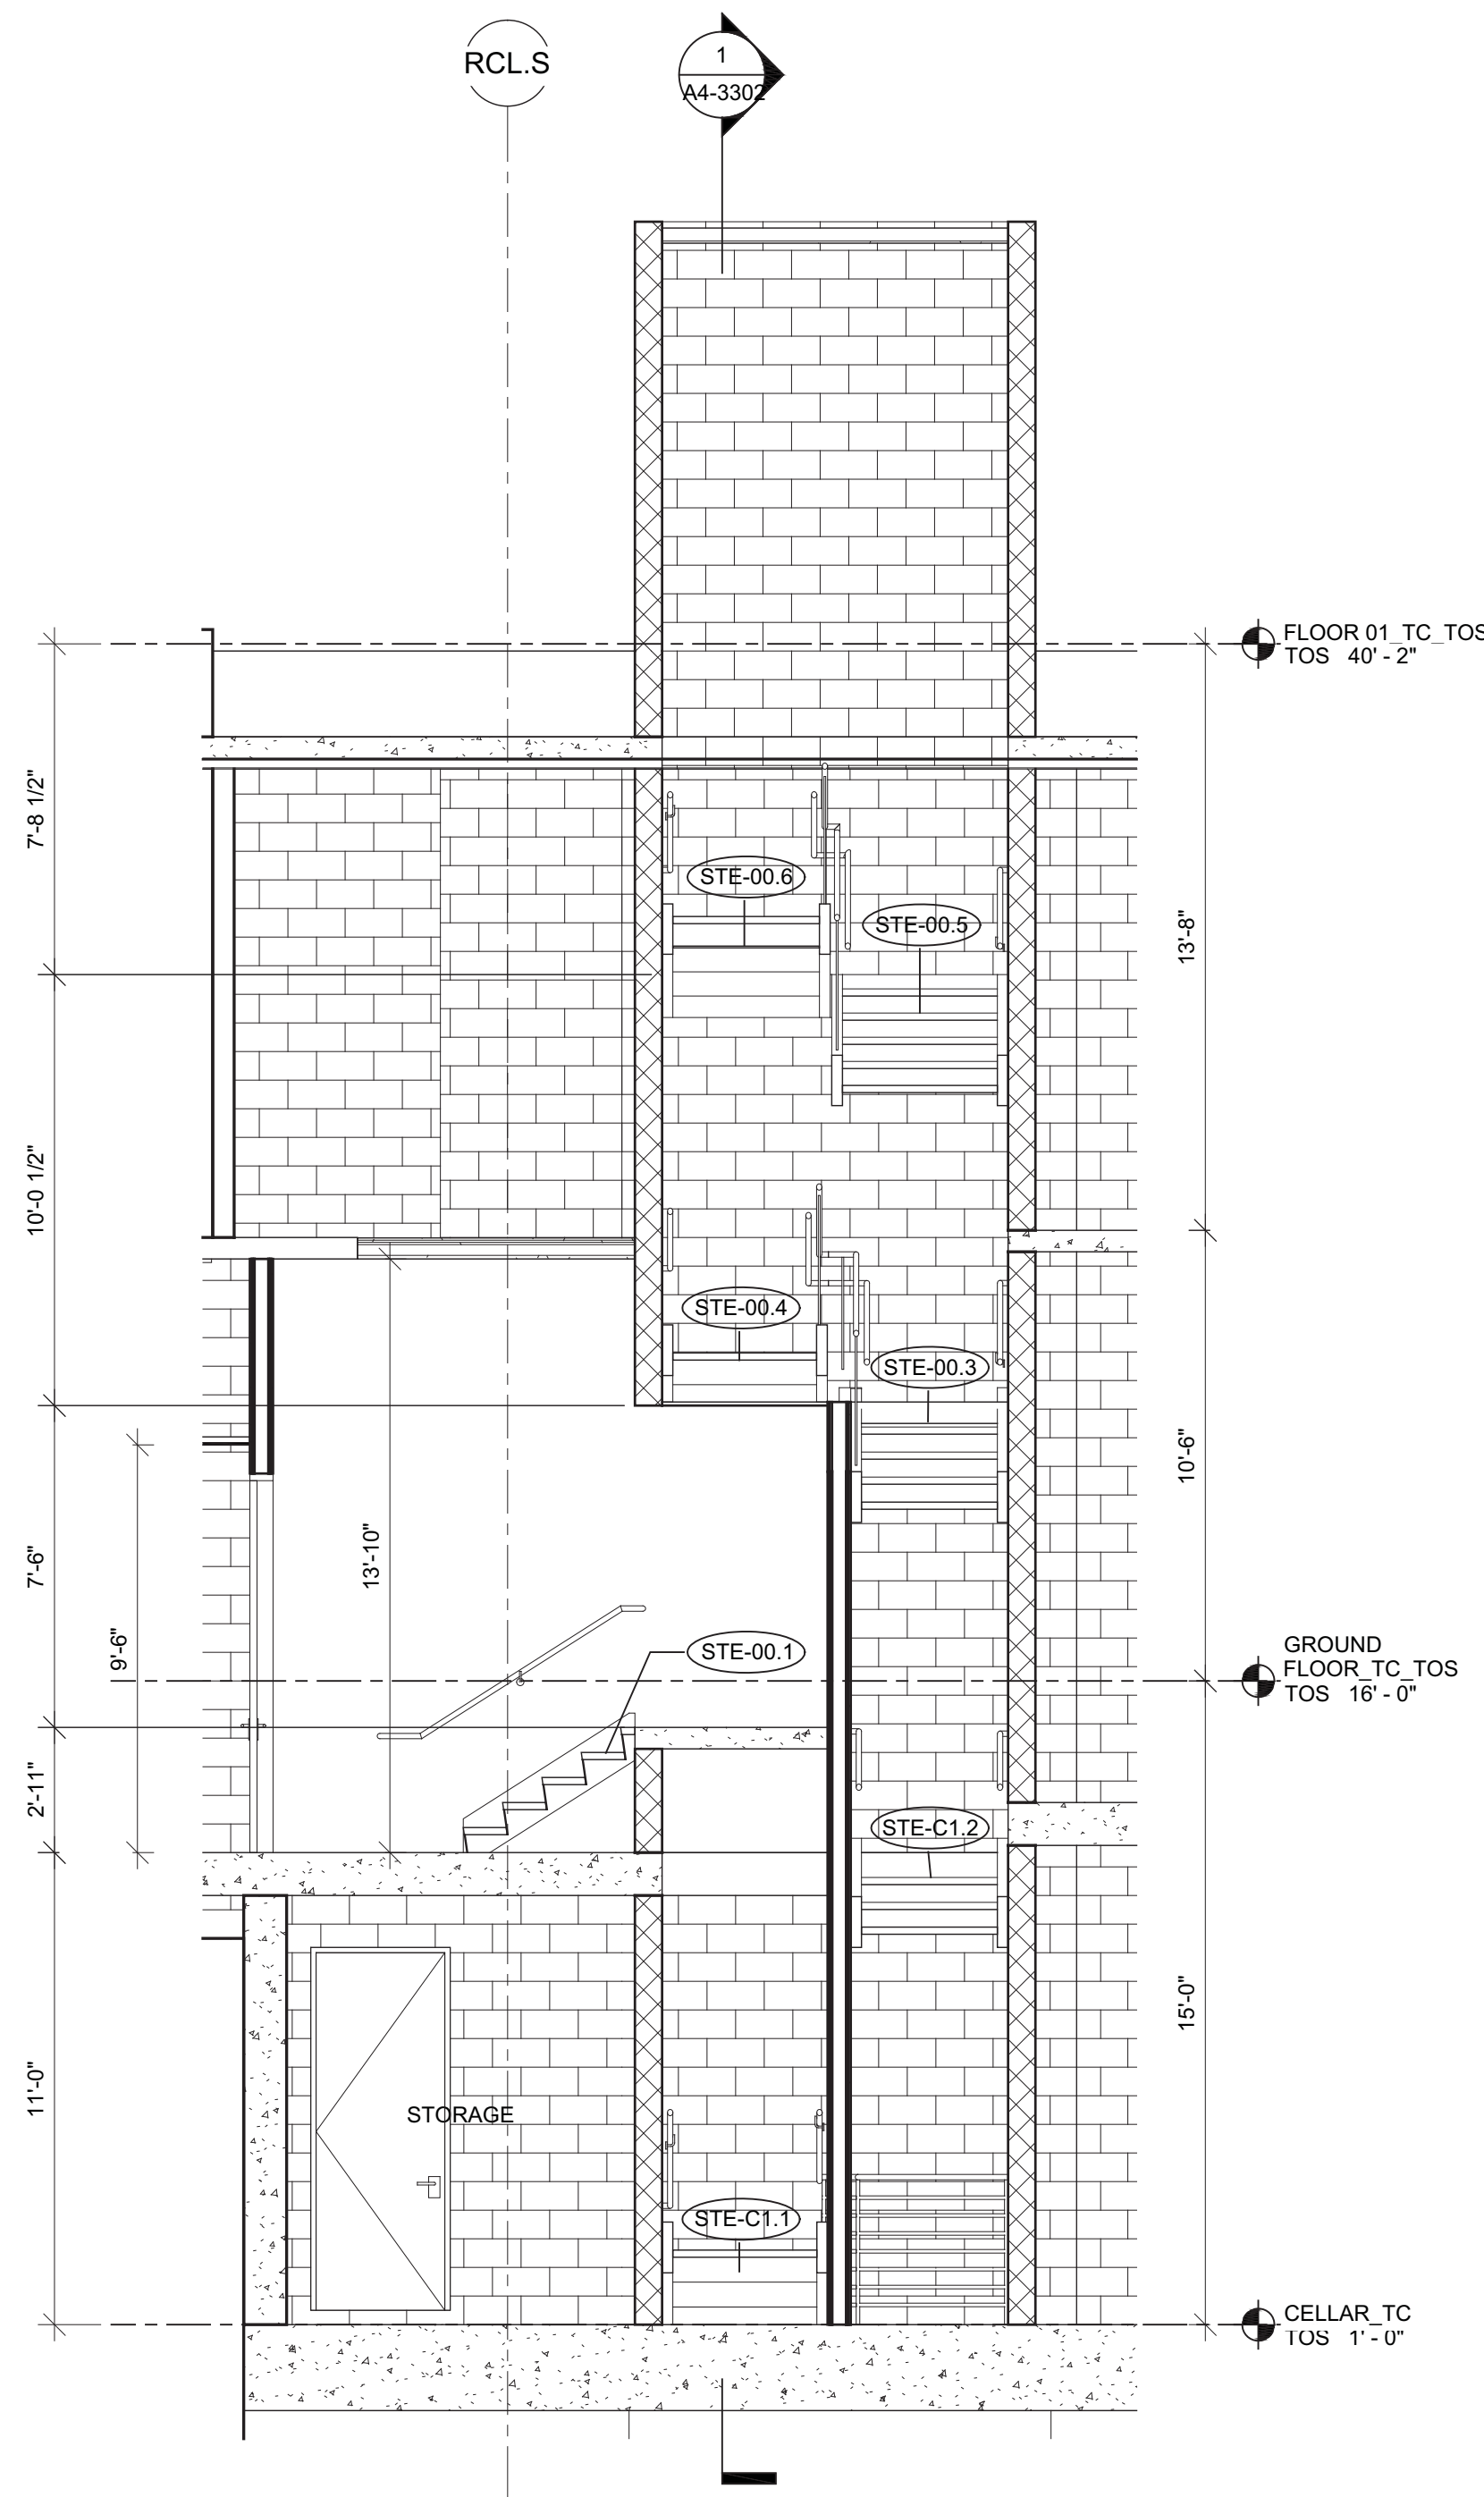 RCL.S
1
A4-3302
FLOOR 01_TC_TOS
TOS 40' - 2"
7'-8 1/2"
STE-00.6
STE-00.5
13'-8"
10'-0 1/2"
STE-00.4
STE-00.3
10'-6"
13'-10"
7'-6"
9'-6"
STE-00.1
GROUND
FLOOR_TC_TOS
TOS 16' - 0"
2'-11"
STE-C1.2
15'-0"
11'-0"
STORAGE
STE-C1.1
CELLAR_TC
TOS 1' - 0"